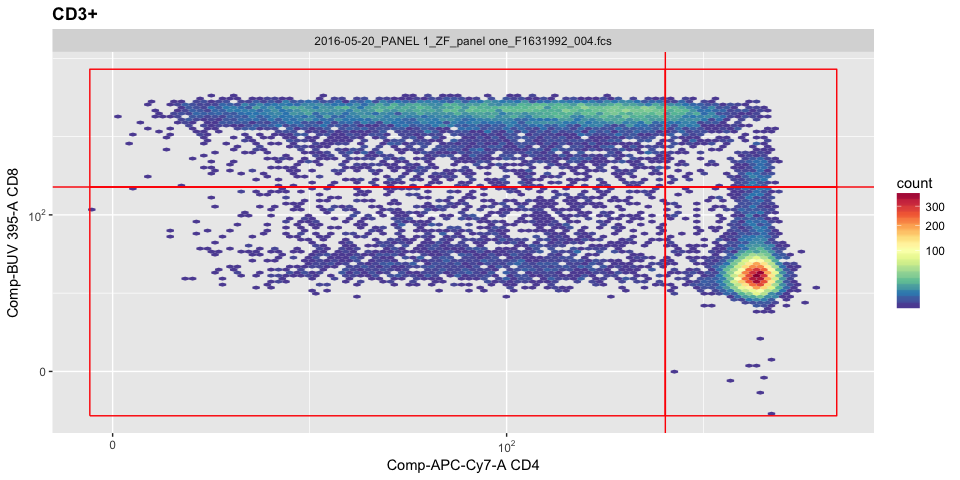 CD3+
2016-05-20_PANEL 1_ZF_panel one_F1631992_004.fcs
Comp-BUV 395-A CD8
10²
0
0
10²
Comp-APC-Cy7-A CD4
count
300
200
100